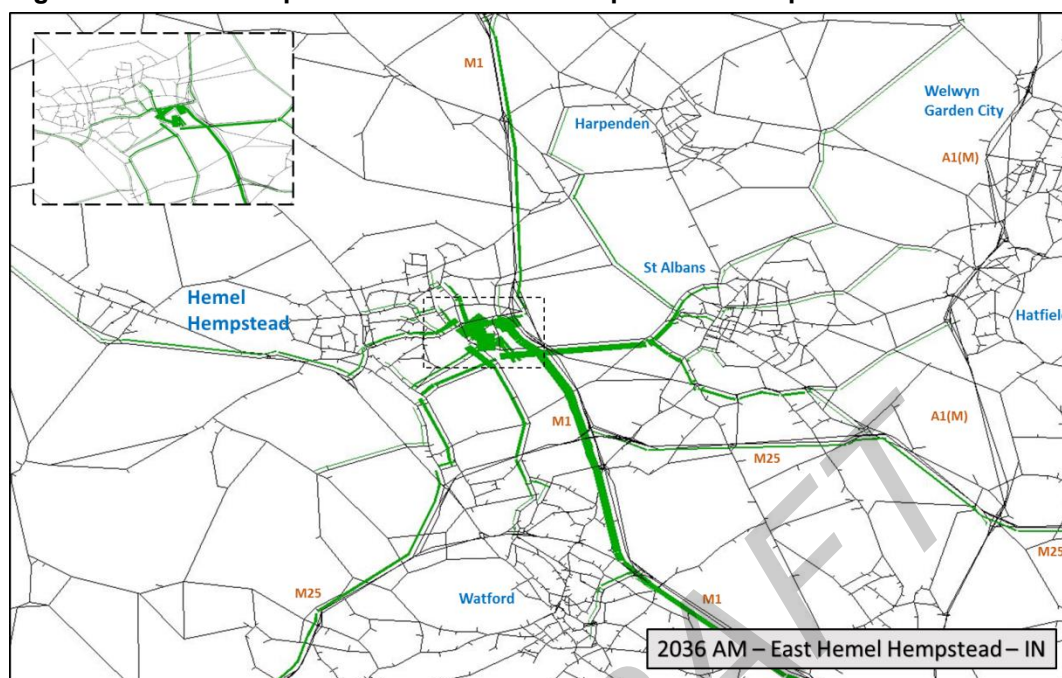 M1
Welwyn
Garden City
Harpenden
A1(M)
St Albans
Hemel
Hempstead
Hatfield
M1
A1(M)
M25
M25
M25
Watford
M1
DRAFT
2036 AM – East Hemel Hempstead – IN